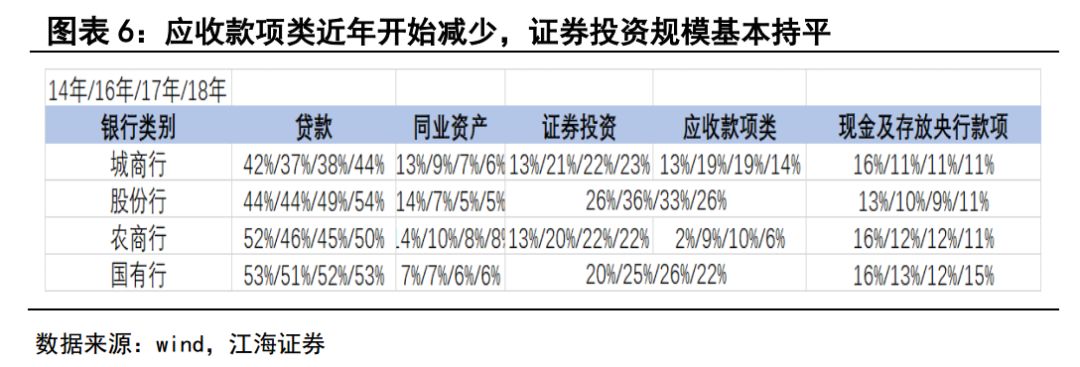 图表 6：应收款项类近年开始减少，证券投资规模基本持平
14年/16年/17年/18年
银行类别 贷款 同业资产 证券投资 应收款项类 现金及存放央行款项
城商行 42%/37%/38%/44% 13%/9%/7%/6% 13%/21%/22%/23% 13%/19%/19%/14% 16%/11%/11%/11%
股份行 44%/44%/49%/54% 14%/7%/5%/5% 26%/36%/33%/26% 13%/10%/9%/11%
农商行 52%/46%/45%/50% 4%/10%/8%/8 13%/20%/22%/22% 2%/9%/10%/6% 16%/12%/12%/11%
国有行 53%/51%/52%/53% 7%/7%/6%/6% 20%/25%/26%/22% 16%/13%/12%/15%
数据来源：wind，江海证券